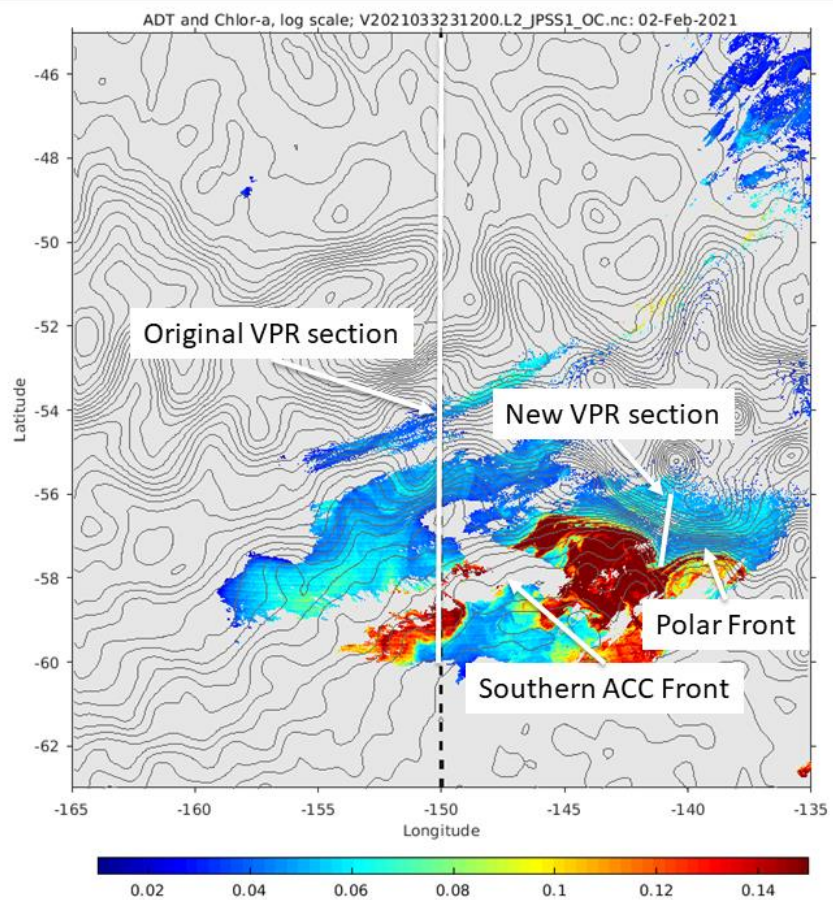 ADT and Chlor-a, log scale; V2021033231200.L2_JPSS1_OC.nc: 02-Feb-2021
-46
-48
-50
-52
Original VPR section
Latitude
-54
New VPR section
-56
-58
Polar Front
-60
Southern ACC Front
-62
-165 -160 -155 -150 -145 -140 -135
Longitude
0.02 0.04 0.06 0.08 0.1 0.12 0.14